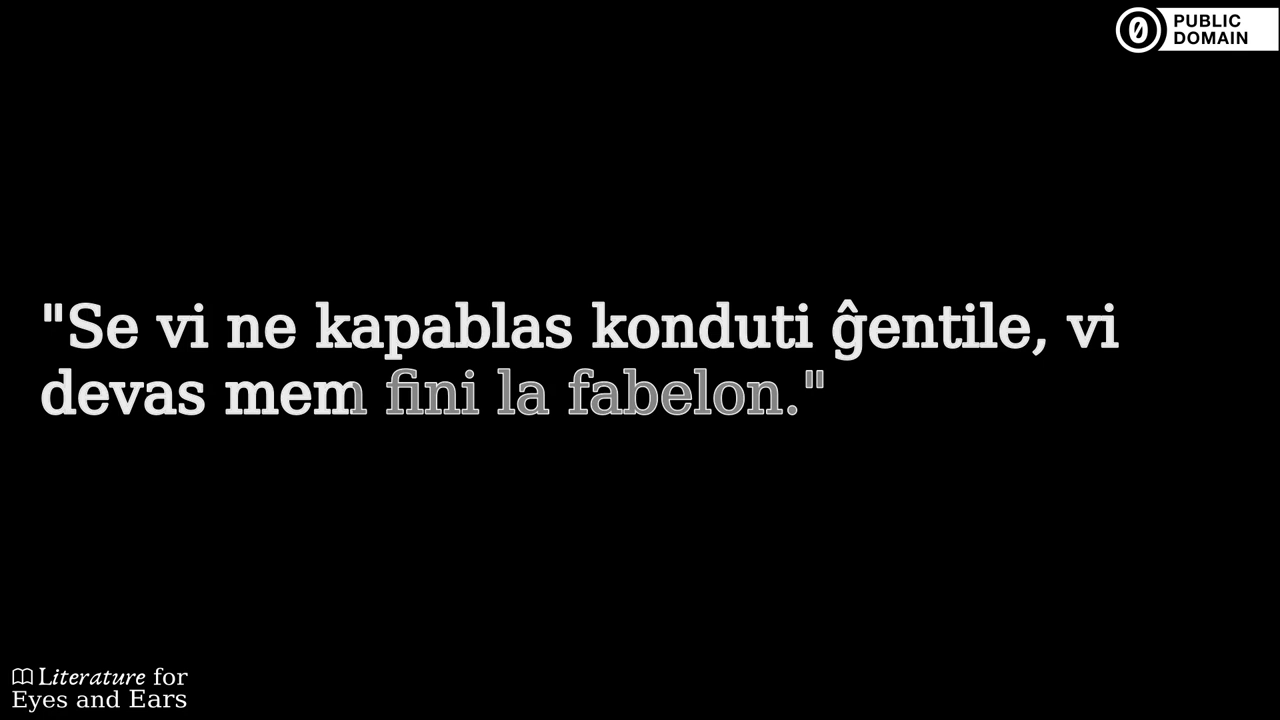 PUBLIC
DOMAIN
"Se vi ne kapablas konduti ĝentile, vi
devas mem fini la fabelon."
Literature for
Eyes and Ears